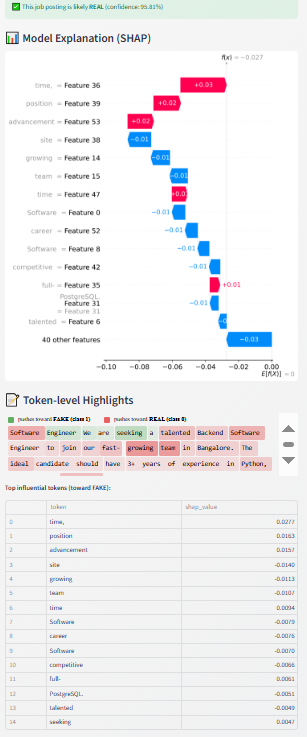 This job posting is likely REAL (confidence: 95.81%)
Model Explanation (SHAP)
f(x) = −0.027
time, = Feature 36 +0.03
position = Feature 39 +0.02
advancement = Feature 53 +0.02
site = Feature 38 −0.01
growing = Feature 14 −0.01
team = Feature 15 −0.01
time = Feature 47 +0.01
Software = Feature 0 −0.01
career = Feature 52 −0.01
Software = Feature 8 −0.01
competitive = Feature 42 −0.01
full- = Feature 35 +0.01
PostgreSQL.
Feature 31 −0.01
= Feature 31
talented = Feature 6
40 other features −0.03
−0.10 −0.08 −0.06 −0.04 −0.02 0.00
E[f(X)] = 0
Token-level Highlights
pushes toward FAKE (class 1) pushes toward REAL (class 0)
Software Engineer We are seeking a talented Backend Software
Engineer to join our fast- growing team in Bangalore. The
ideal candidate should have 3+ years of experience in Python,
Top influential tokens (toward FAKE):
token shap_value
0 time, 0.0277
1 position 0.0163
2 advancement 0.0157
3 site -0.0140
4 growing -0.0113
5 team -0.0107
6 time 0.0094
7 Software -0.0079
8 career -0.0076
9 Software -0.0070
10 competitive -0.0066
11 full- 0.0061
12 PostgreSQL. -0.0051
13 talented -0.0049
14 seeking 0.0047